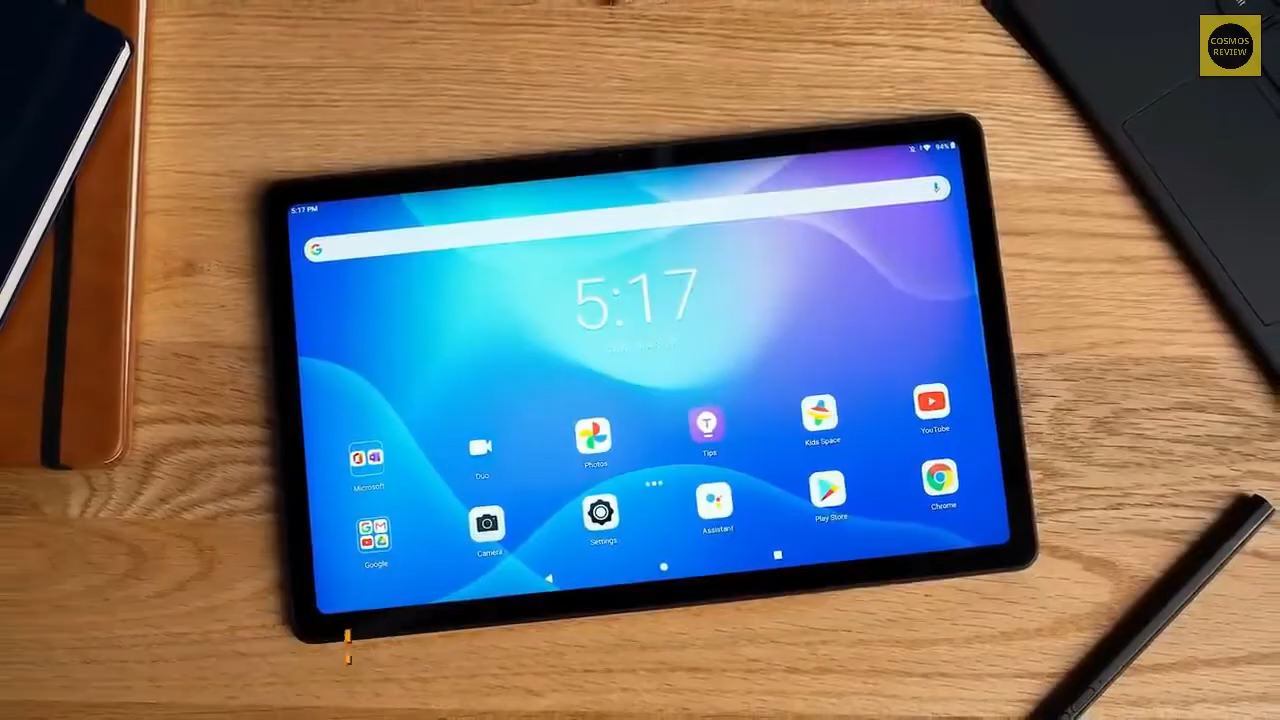 COSMOS
REVIEW
5:17 PM
94%
5:17
Microsoft
Duo
Photos
Tips
Kids Space
YouTube
Google
Camera
Settings
Assistant
Play Store
Chrome